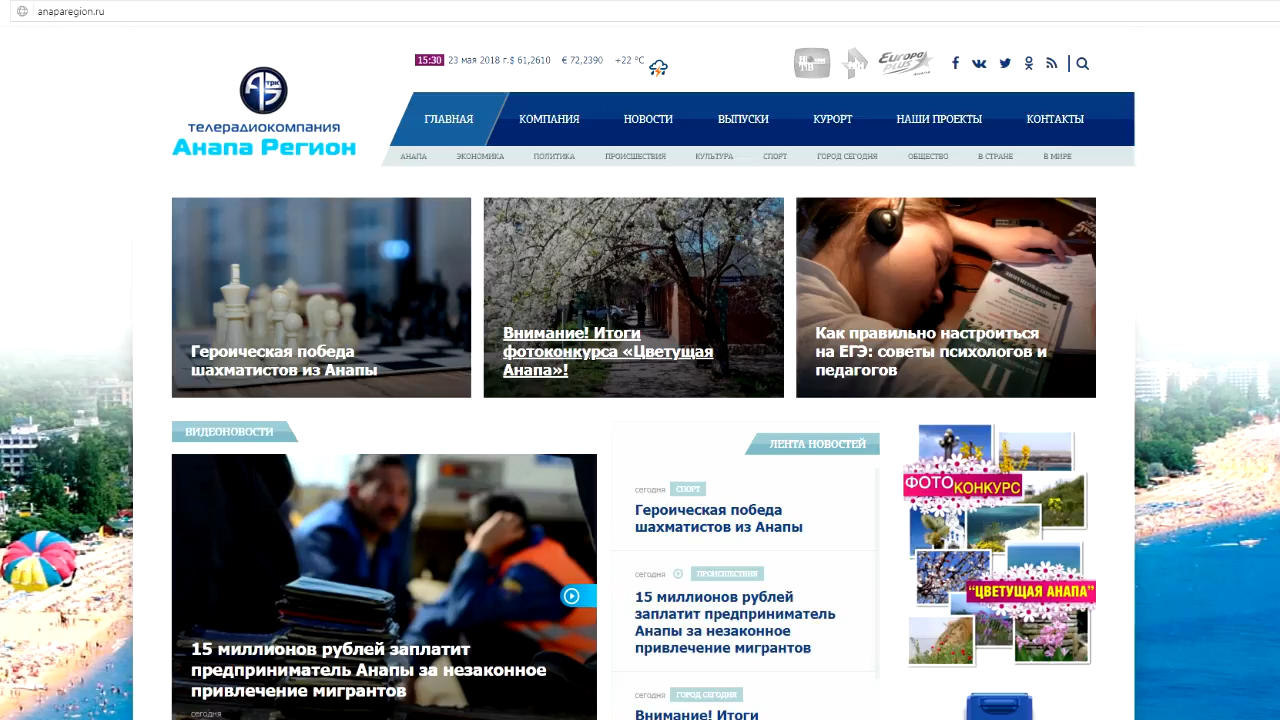 anaparegion.ru
15:30 23 мая 2018 г.$ 61,2610 € 72,2390 +22 °C
EUROPA PLUS
ТРК
телерадиокомпания
Анапа Регион
ГЛАВНАЯ КОМПАНИЯ НОВОСТИ ВЫПУСКИ КУРОРТ НАШИ ПРОЕКТЫ КОНТАКТЫ
АНАПА ЭКОНОМИКА ПОЛИТИКА ПРОИСШЕСТВИЯ КУЛЬТУРА СПОРТ ГОРОД СЕГОДНЯ ОБЩЕСТВО В СТРАНЕ В МИРЕ
Героическая победа
шахматистов из Анапы
Внимание! Итоги
фотоконкурса «Цветущая
Анапа»!
Как правильно настроиться
на ЕГЭ: советы психологов и
педагогов
ВИДЕОНОВОСТИ
15 миллионов рублей заплатит
предприниматель Анапы за незаконное
привлечение мигрантов
сегодня
ЛЕНТА НОВОСТЕЙ
сегодня СПОРТ
Героическая победа
шахматистов из Анапы
сегодня ПРОИСШЕСТВИЯ
15 миллионов рублей
заплатит предприниматель
Анапы за незаконное
привлечение мигрантов
сегодня ГОРОД СЕГОДНЯ
Внимание! Итоги
ФОТОКОНКУРС
"ЦВЕТУЩАЯ АНАПА"